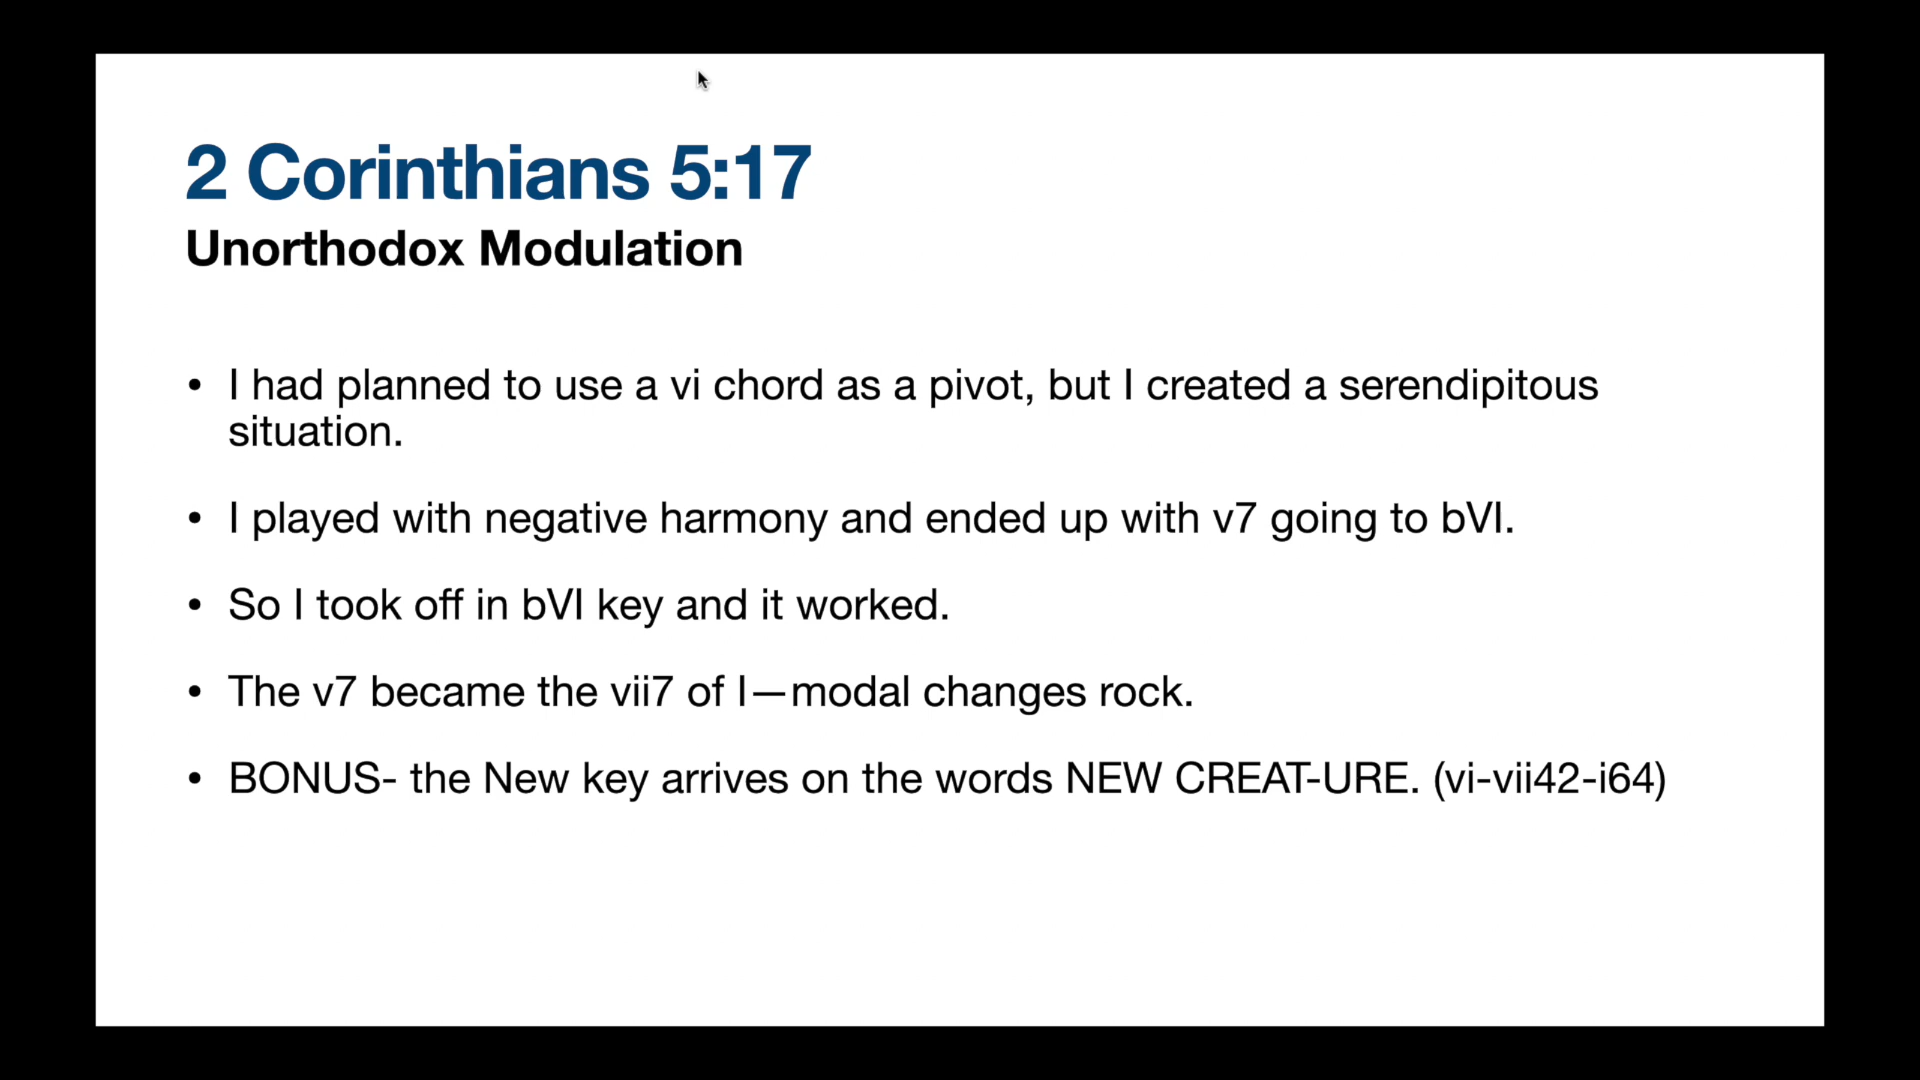 2 Corinthians 5:17
Unorthodox Modulation
• I had planned to use a vi chord as a pivot, but I created a serendipitous
situation.
• I played with negative harmony and ended up with v7 going to bVI.
• So I took off in bVI key and it worked.
• The v7 became the vii7 of I—modal changes rock.
• BONUS- the New key arrives on the words NEW CREAT-URE. (vi-vii42-i64)